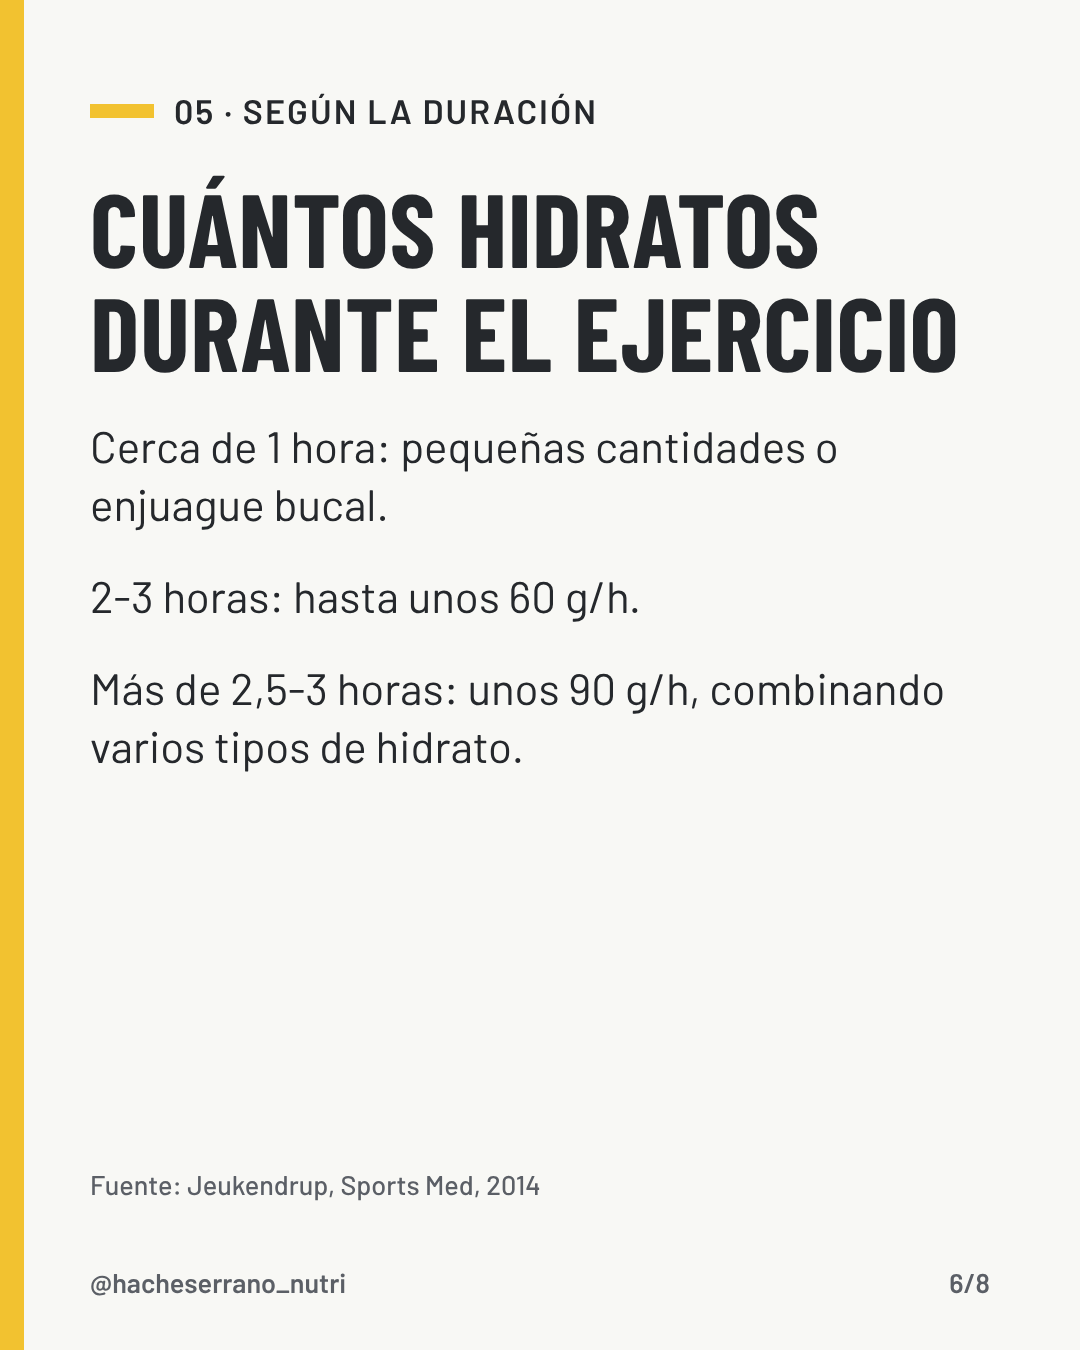 05 · SEGÚN LA DURACIÓN
CUÁNTOS HIDRATOS
DURANTE EL EJERCICIO
Cerca de 1 hora: pequeñas cantidades o
enjuague bucal.
2-3 horas: hasta unos 60 g/h.
Más de 2,5-3 horas: unos 90 g/h, combinando
varios tipos de hidrato.
Fuente: Jeukendrup, Sports Med, 2014
@hacheserrano_nutri
6/8